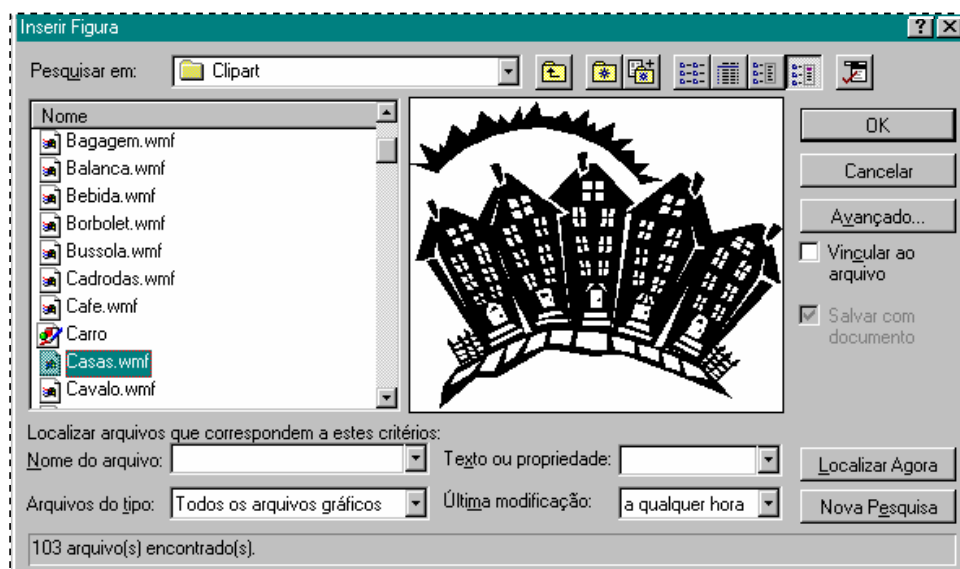 Inserir Figura
Pesquisar em: Clipart
Nome
Bagagem.wmf
Balanca.wmf
Bebida.wmf
Borbolet.wmf
Bussola.wmf
Cadrodas.wmf
Cafe.wmf
Carro
Casas.wmf
Cavalo.wmf
OK
Cancelar
Avançado...
Vincular ao
arquivo
Salvar com
documento
Localizar arquivos que correspondem a estes critérios:
Nome do arquivo: Texto ou propriedade: Localizar Agora
Arquivos do tipo: Todos os arquivos gráficos Última modificação: a qualquer hora Nova Pesquisa
103 arquivo(s) encontrado(s).